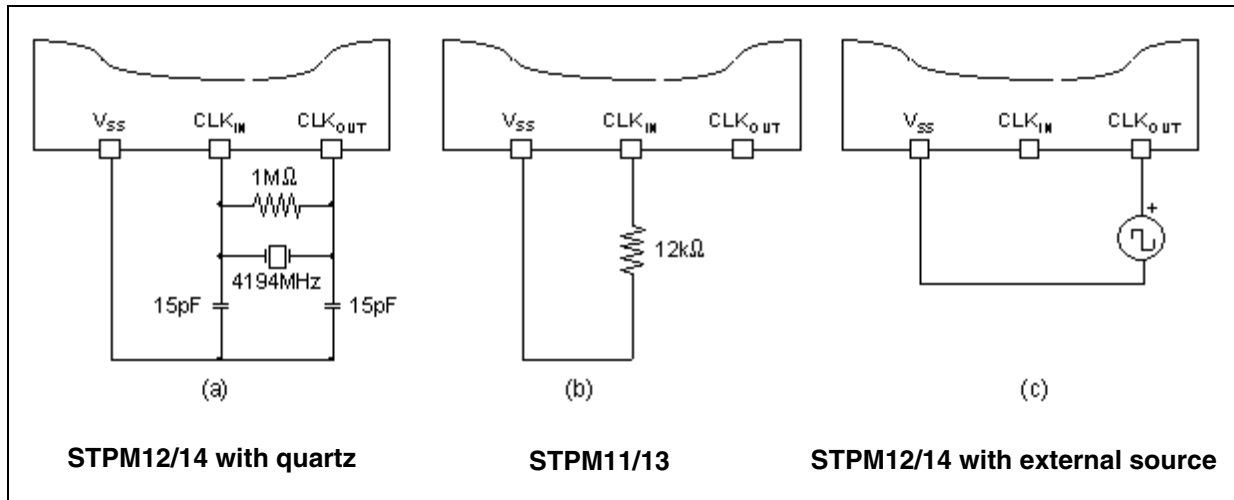 VSS CLKIN CLKOUT
1MΩ
4194MHz
15pF 15pF
(a)
STPM12/14 with quartz
VSS CLKIN CLKOUT
12kΩ
(b)
STPM11/13
VSS CLKIN CLKOUT
+
(c)
STPM12/14 with external source